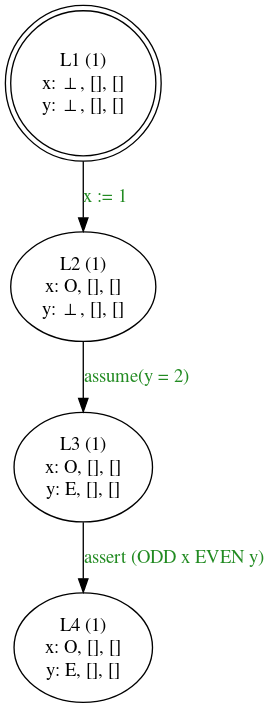 L1 (1)
x: ⊥, [], []
y: ⊥, [], []
x := 1
L2 (1)
x: O, [], []
y: ⊥, [], []
assume(y = 2)
L3 (1)
x: O, [], []
y: E, [], []
assert (ODD x EVEN y)
L4 (1)
x: O, [], []
y: E, [], []